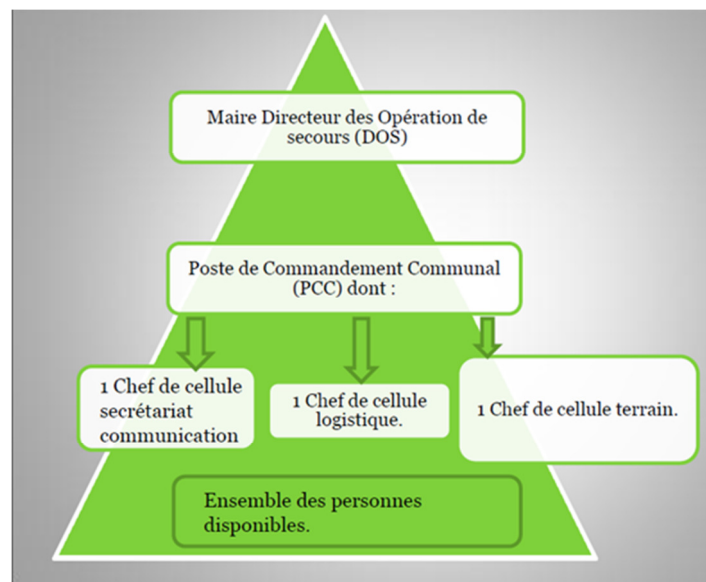 Maire Directeur des Opération de
secours (DOS)
Poste de Commandement Communal
(PCC) dont :
1 Chef de cellule
secrétariat
communication
1 Chef de cellule
logistique.
1 Chef de cellule terrain.
Ensemble des personnes
disponibles.